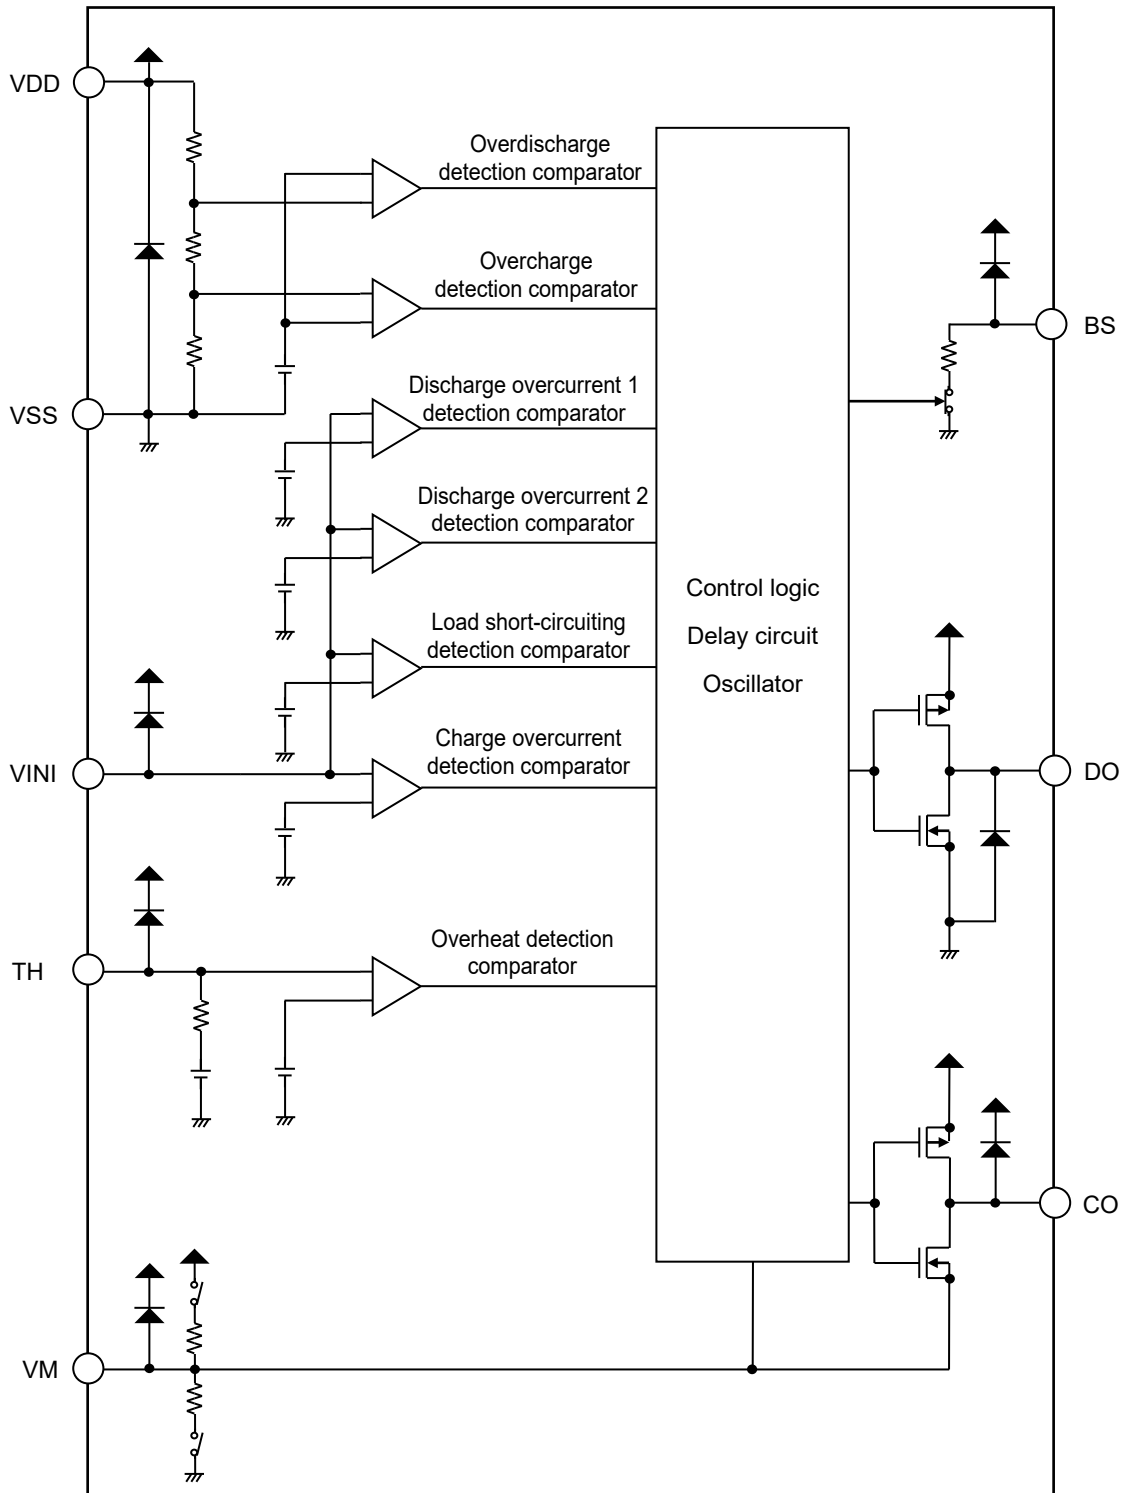 VDD
Overdischarge
detection comparator
Overcharge
detection comparator
BS
VSS
Discharge overcurrent 1
detection comparator
Discharge overcurrent 2
detection comparator
Control logic
Delay circuit
Oscillator
Load short-circuiting
detection comparator
VINI
Charge overcurrent
detection comparator
DO
TH
Overheat detection
comparator
CO
VM